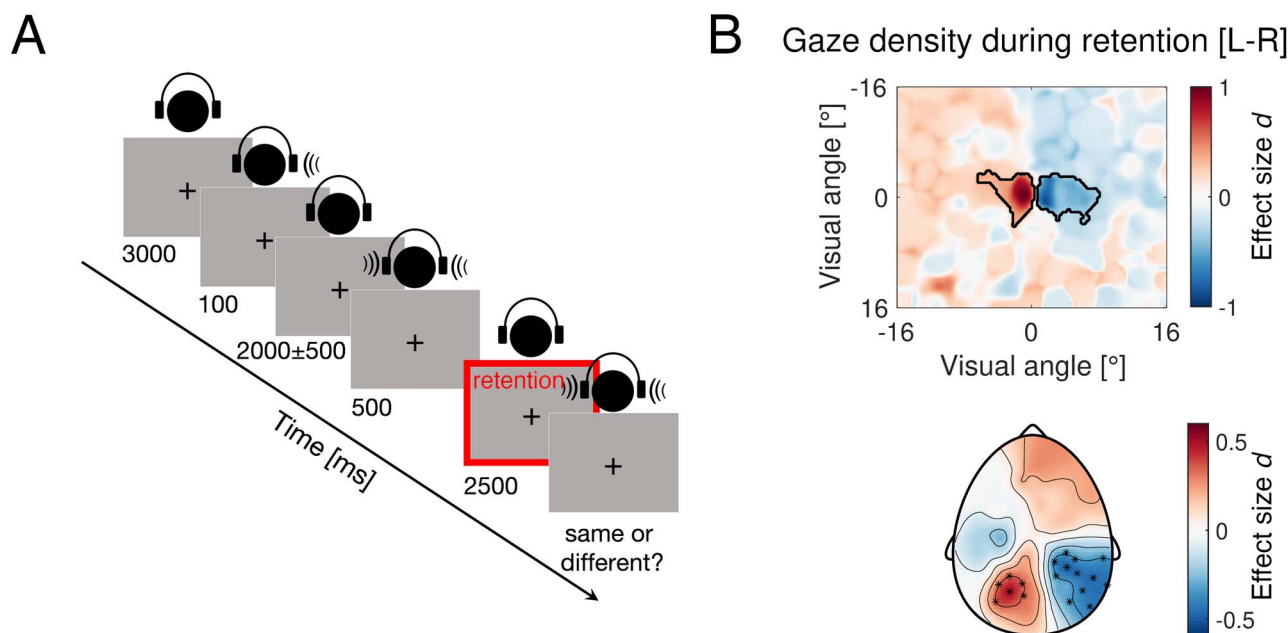 A
3000
100
2000±500
500
retention
2500
Time [ms]
same or
different?
B
Gaze density during retention [L-R]
-16
0
16
Visual angle [°]
-16
0
16
Visual angle [°]
1
0
-1
Effect size d
0.5
0
-0.5
Effect size d